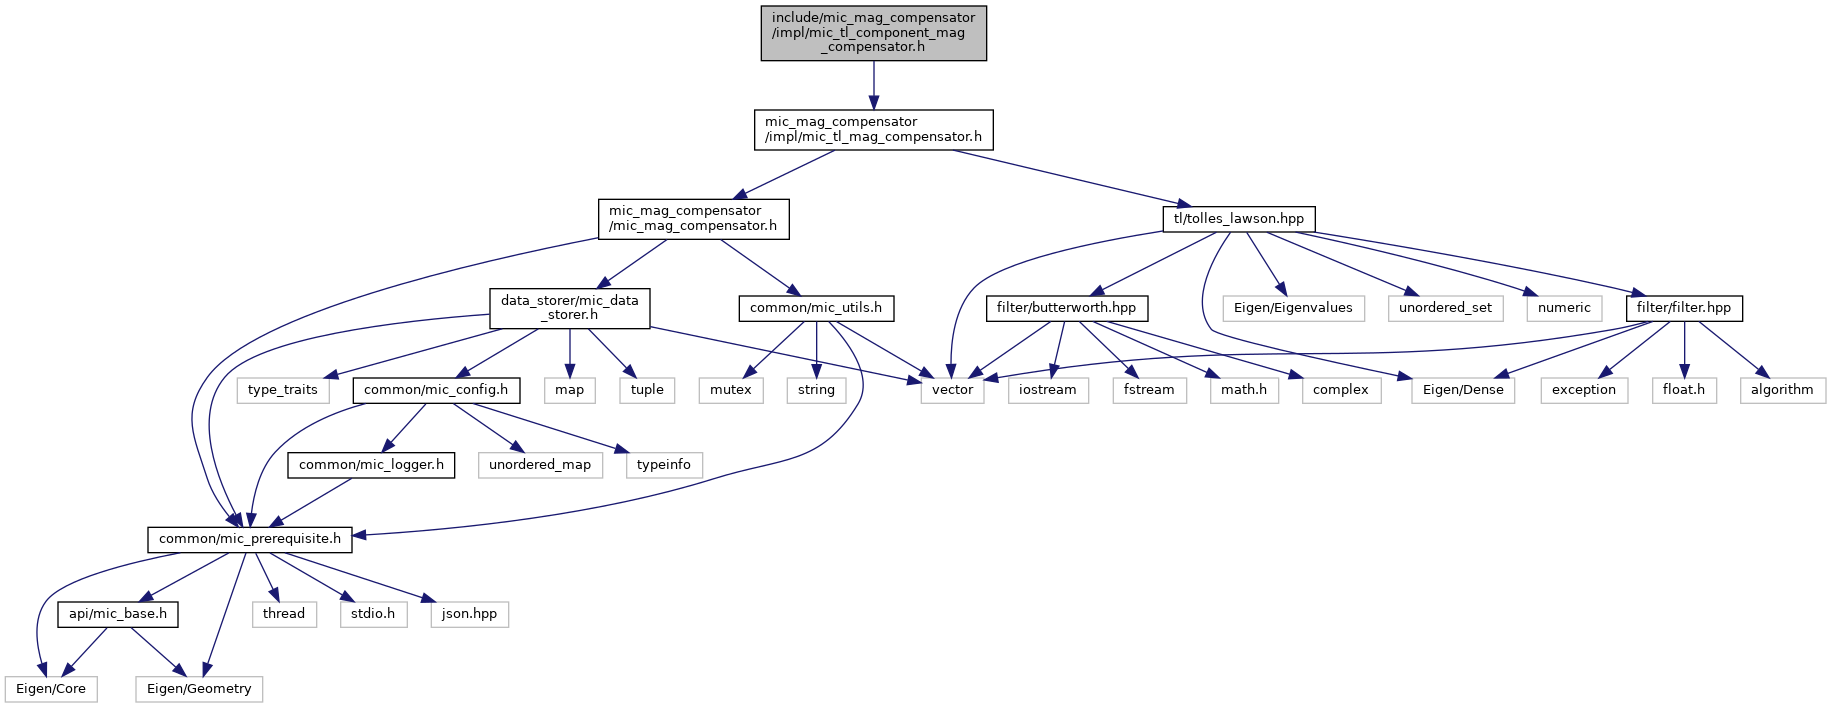 include/mic_mag_compensator
/impl/mic_tl_component_mag
_compensator.h
mic_mag_compensator
/impl/mic_tl_mag_compensator.h
mic_mag_compensator
/mic_mag_compensator.h
tl/tolles_lawson.hpp
data_storer/mic_data
_storer.h
common/mic_utils.h
filter/butterworth.hpp
Eigen/Eigenvalues
unordered_set
numeric
filter/filter.hpp
type_traits
common/mic_config.h
map
tuple
mutex
string
vector
iostream
fstream
math.h
complex
Eigen/Dense
exception
float.h
algorithm
common/mic_logger.h
unordered_map
typeinfo
common/mic_prerequisite.h
api/mic_base.h
thread
stdio.h
json.hpp
Eigen/Core
Eigen/Geometry